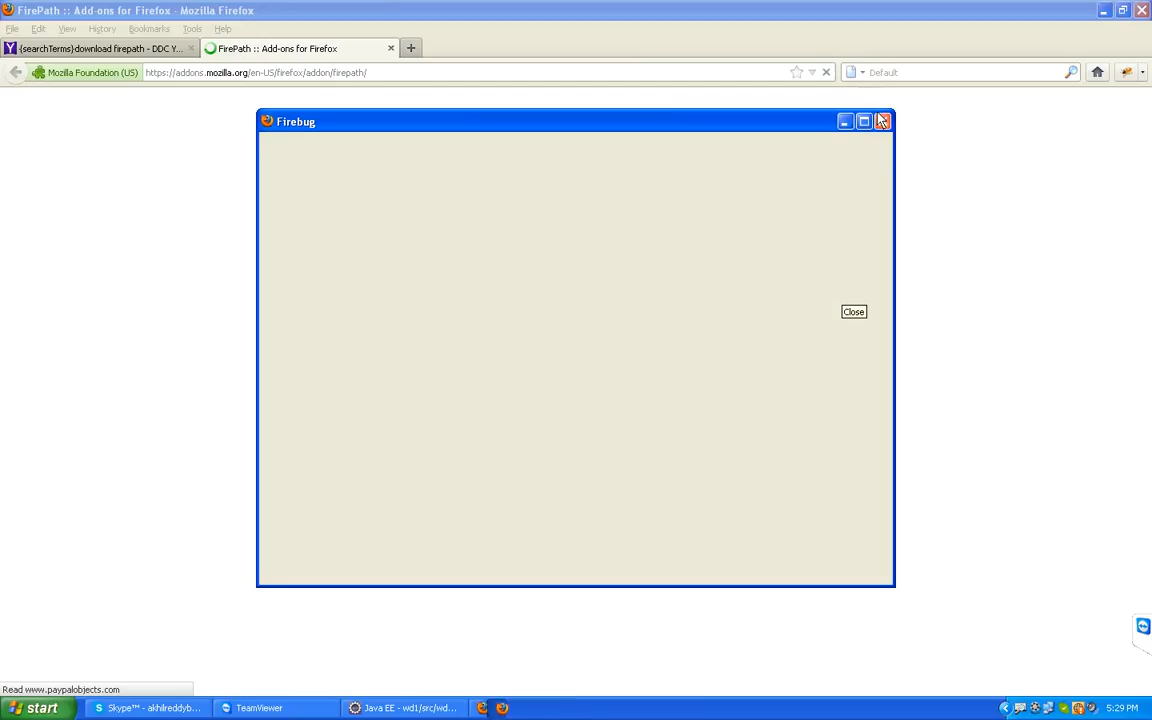 FirePath :: Add-ons for Firefox - Mozilla Firefox
File Edit View History Bookmarks Tools Help
{searchTerms}download firepath - DDC Y...
FirePath :: Add-ons for Firefox
Mozilla Foundation (US)
https://addons.mozilla.org/en-US/firefox/addon/firepath/
Default
Firebug
Close
Read www.paypalobjects.com
start
Skype™ - akhilreddyb...
TeamViewer
Java EE - wd1/src/wd...
5:29 PM